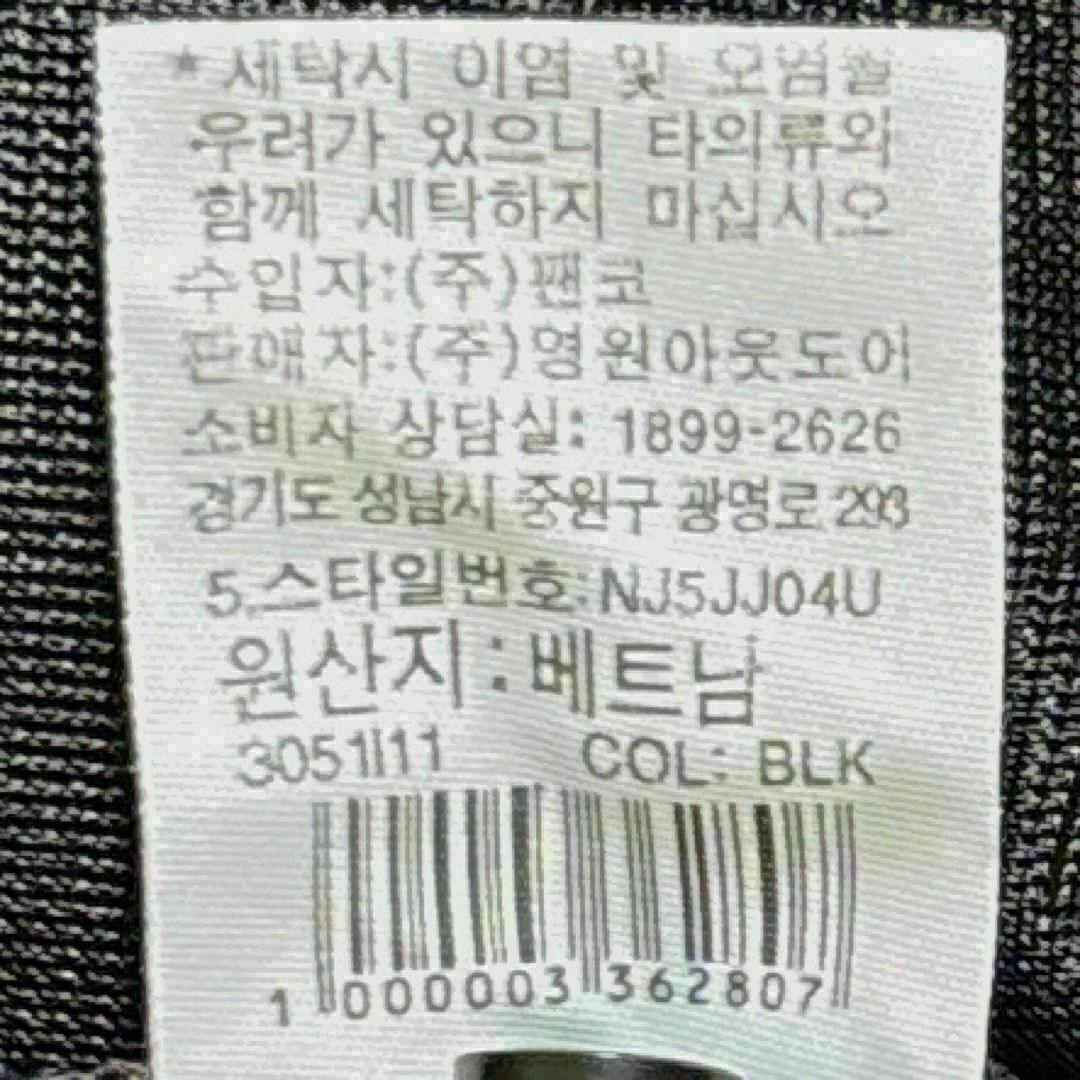 * 세탁시 이염 및 오염될
우려가 있으니 타의류와
함께 세탁하지 마십시오
수입자:(주)팬코
판매자:(주)영원아웃도어
소비자 상담실: 1899-2626
경기도 성남시 중원구 광명로 293
5.스타일번호:NJ5JJ04U
원산지:베트남
COL: BLK
1 000003 362807